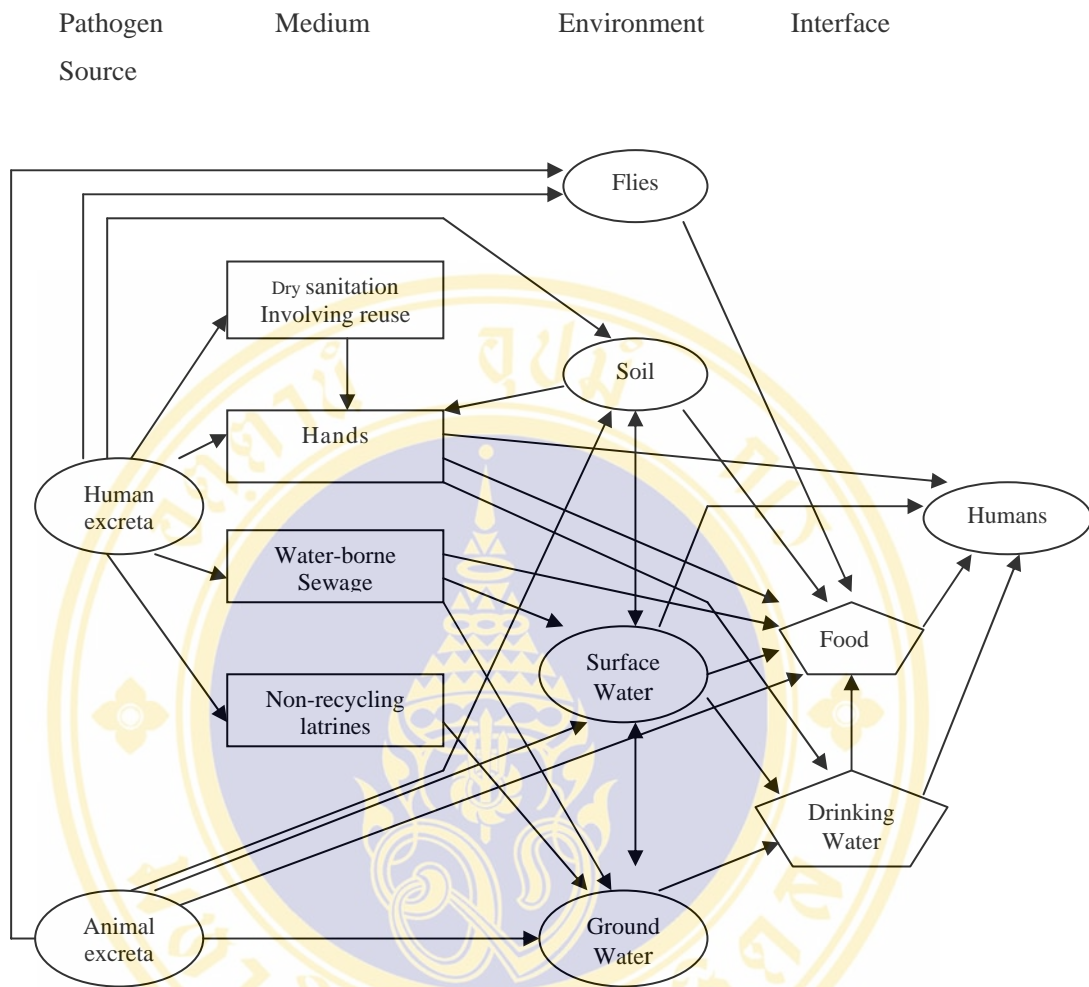 Pathogen Medium Environment Interface
Source
Flies
Dry sanitation
Involving reuse
Soil
Hands
Human
excreta
Humans
Water-borne
Sewage
Food
Surface
Water
Non-recycling
latrines
Drinking
Water
Animal
excreta
Ground
Water